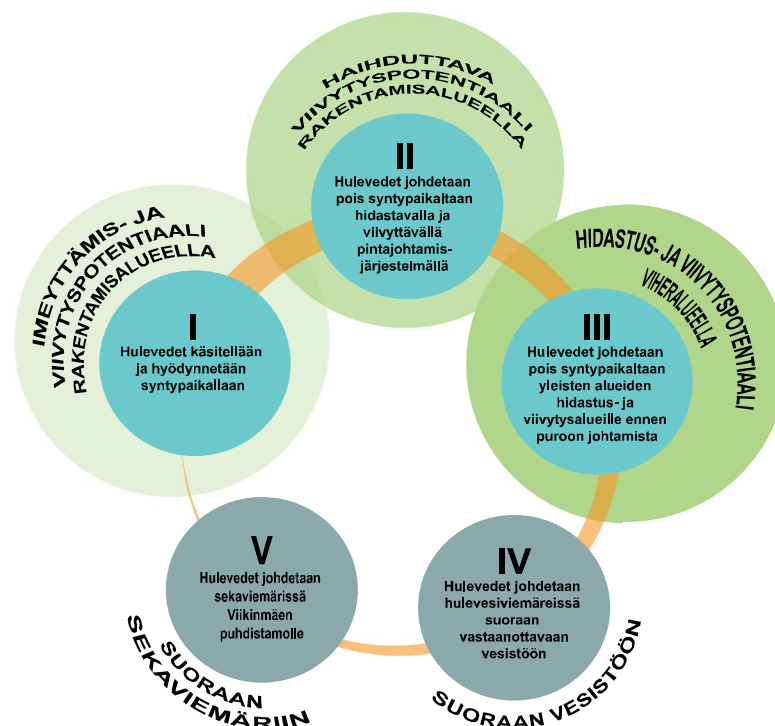 IMEYTTÄMIS- JA
VIIVYTYSPOTENTIAALI
RAKENTAMISALUEELLA
I
Hulevedet käsitellään
ja hyödynnetään
syntypaikallaan
HAIHDUTTAVA
VIIVYTYSPOTENTIAALI
RAKENTAMISALUEELLA
II
Hulevedet johdetaan
pois syntypaikaltaan
hidastavalla ja
viivyttävällä
pintajohtamis-
järjestelmällä
HIDASTUS- JA VIIVYTYSPOTENTIAALI
VIHERALUEELLA
III
Hulevedet johdetaan
pois syntypaikaltaan
yleisten alueiden
hidastus- ja
viivytysalueille ennen
puroon johtamista
IV
Hulevedet johdetaan
hulevesiviemäreissä
suoraan
vastaanottavaan
vesistöön
SUORAAN VESISTÖÖN
V
Hulevedet johdetaan
sekaviemärissä
Viikinmäen
puhdistamolle
SUORAAN
SEKAVIEMÄRIIN